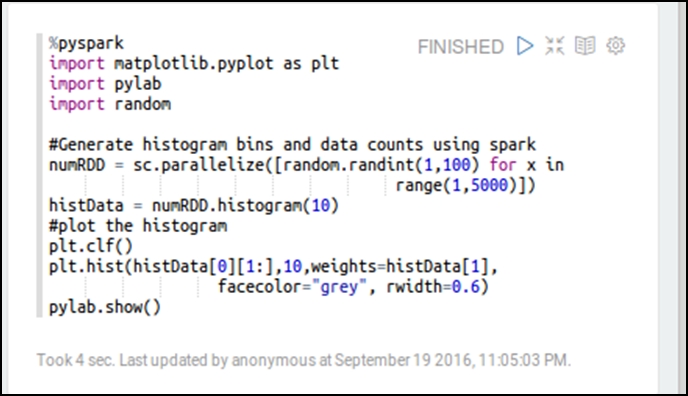 %pyspark FINISHED
import matplotlib.pyplot as plt
import pylab
import random
#Generate histogram bins and data counts using spark
numRDD = sc.parallelize([random.randint(1,100) for x in
range(1,5000)])
histData = numRDD.histogram(10)
#plot the histogram
plt.clf()
plt.hist(histData[0][1:],10,weights=histData[1],
facecolor="grey", rwidth=0.6)
pylab.show()
Took 4 sec. Last updated by anonymous at September 19 2016, 11:05:03 PM.